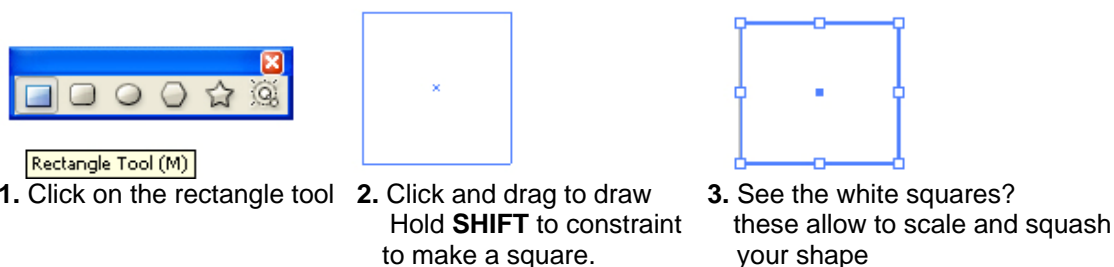 Rectangle Tool (M)
1. Click on the rectangle tool
2. Click and drag to draw
Hold SHIFT to constraint
to make a square.
3. See the white squares?
these allow to scale and squash
your shape